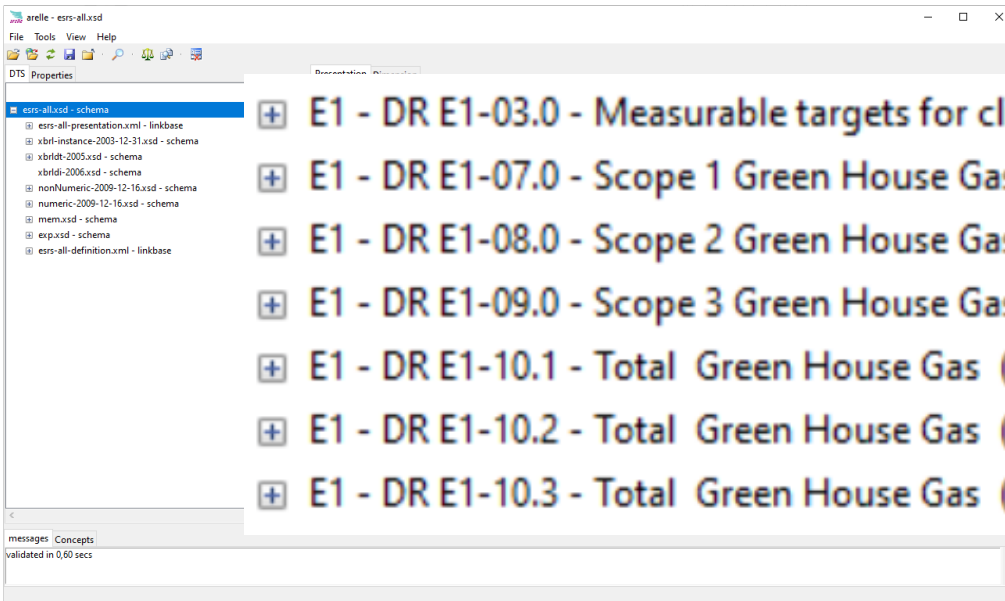 arelle - esrs-all.xsd
File Tools View Help
DTS Properties
Presentation Dimension
esrs-all.xsd - schema
esrs-all-presentation.xml - linkbase
xbrl-instance-2003-12-31.xsd - schema
xbrldt-2005.xsd - schema
xbrldi-2006.xsd - schema
nonNumeric-2009-12-16.xsd - schema
numeric-2009-12-16.xsd - schema
mem.xsd - schema
exp.xsd - schema
esrs-all-definition.xml - linkbase
E1 - DR E1-03.0 - Measurable targets for cl
E1 - DR E1-07.0 - Scope 1 Green House Gas
E1 - DR E1-08.0 - Scope 2 Green House Gas
E1 - DR E1-09.0 - Scope 3 Green House Gas
E1 - DR E1-10.1 - Total Green House Gas (
E1 - DR E1-10.2 - Total Green House Gas (
E1 - DR E1-10.3 - Total Green House Gas (
messages Concepts
validated in 0,60 secs